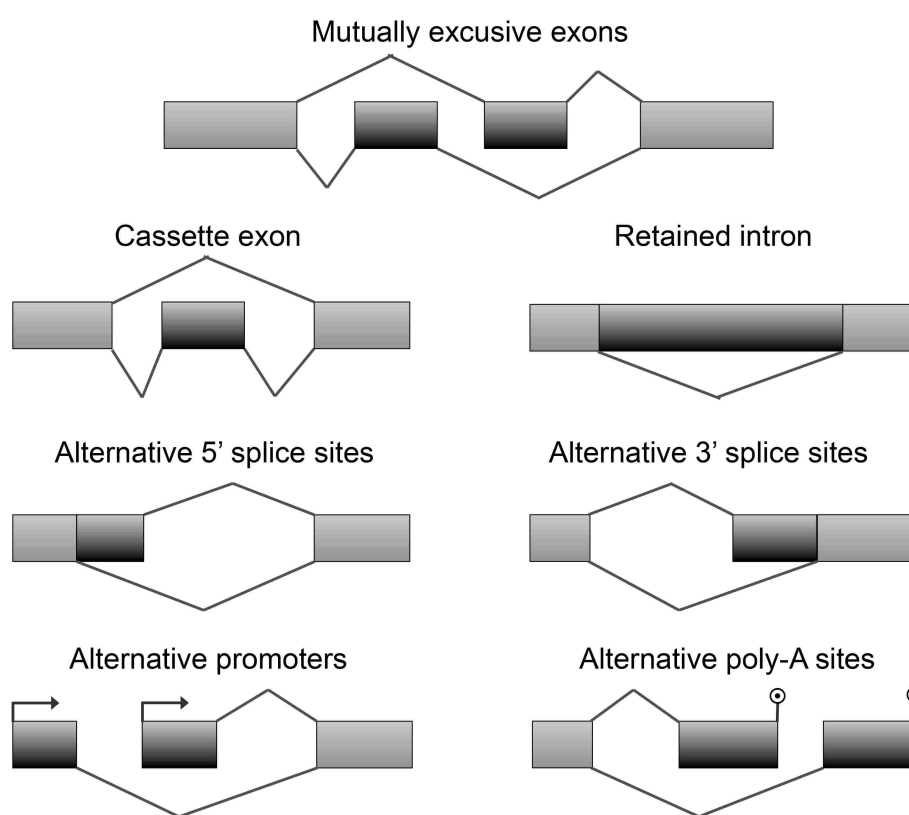 Mutually excusive exons
Cassette exon
Retained intron
Alternative 5’ splice sites
Alternative 3’ splice sites
Alternative promoters
Alternative poly-A sites